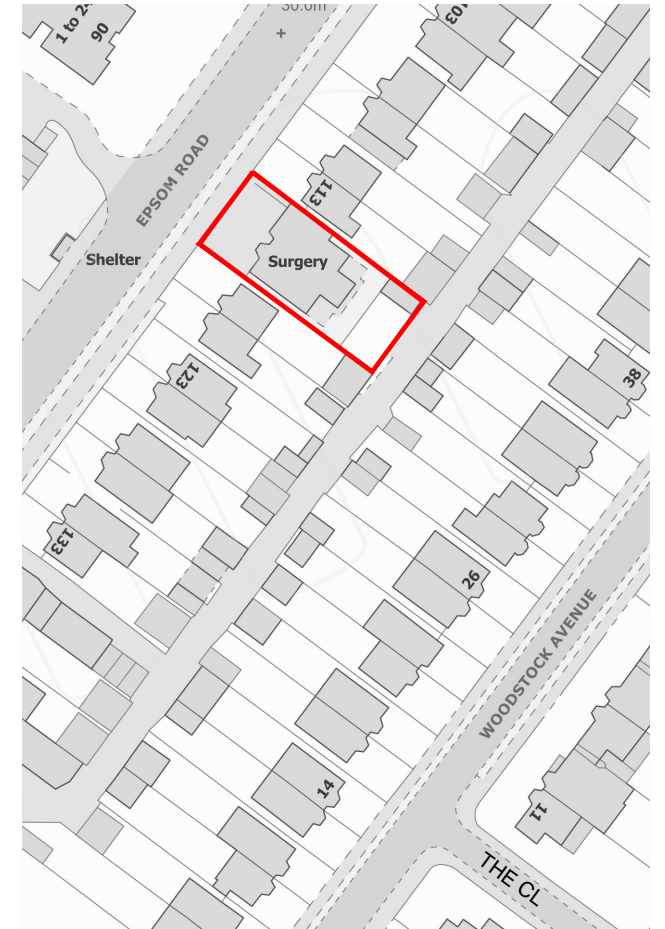 30.0m
1 to 24
90
103
EPSOM ROAD
113
Shelter
Surgery
123
38
133
26
WOODSTOCK AVENUE
14
11
THE CL